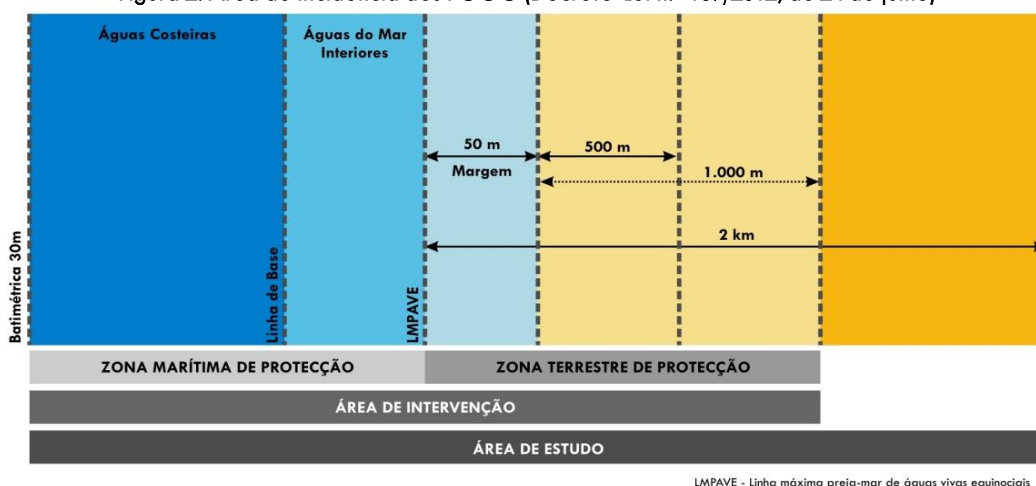 Águas Costeiras
Águas do Mar
Interiores
50 m
Margem
500 m
1.000 m
2 km
Batimétrica 30m
Linha de Base
LMPAVE
ZONA MARÍTIMA DE PROTECÇÃO
ZONA TERRESTRE DE PROTECÇÃO
ÁREA DE INTERVENÇÃO
ÁREA DE ESTUDO
LMPAVE - Linha máxima preia-mar de águas vivas equinociais